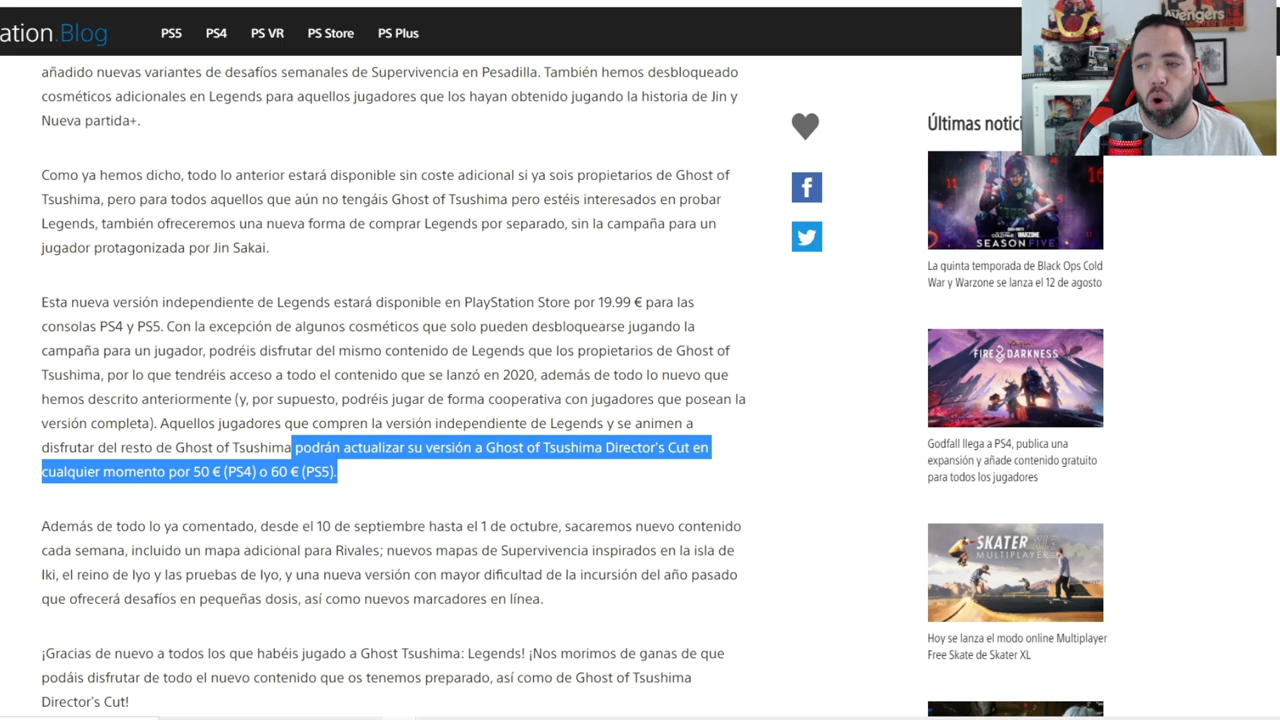 ation.Blog
PS5
PS4
PS VR
PS Store
PS Plus
añadido nuevas variantes de desafíos semanales de Supervivencia en Pesadilla. También hemos desbloqueado
cosméticos adicionales en Legends para aquellos jugadores que los hayan obtenido jugando la historia de Jin y
Nueva partida+.
Como ya hemos dicho, todo lo anterior estará disponible sin coste adicional si ya sois propietarios de Ghost of
Tsushima, pero para todos aquellos que aún no tengáis Ghost of Tsushima pero estéis interesados en probar
Legends, también ofreceremos una nueva forma de comprar Legends por separado, sin la campaña para un
jugador protagonizada por Jin Sakai.
Esta nueva versión independiente de Legends estará disponible en PlayStation Store por 19.99 € para las
consolas PS4 y PS5. Con la excepción de algunos cosméticos que solo pueden desbloquearse jugando la
campaña para un jugador, podréis disfrutar del mismo contenido de Legends que los propietarios de Ghost of
Tsushima, por lo que tendréis acceso a todo el contenido que se lanzó en 2020, además de todo lo nuevo que
hemos descrito anteriormente (y, por supuesto, podréis jugar de forma cooperativa con jugadores que posean la
versión completa). Aquellos jugadores que compren la versión independiente de Legends y se animen a
disfrutar del resto de Ghost of Tsushima podrán actualizar su versión a Ghost of Tsushima Director's Cut en
cualquier momento por 50 € (PS4) o 60 € (PS5).
Además de todo lo ya comentado, desde el 10 de septiembre hasta el 1 de octubre, sacaremos nuevo contenido
cada semana, incluido un mapa adicional para Rivales; nuevos mapas de Supervivencia inspirados en la isla de
Iki, el reino de Iyo y las pruebas de Iyo, y una nueva versión con mayor dificultad de la incursión del año pasado
que ofrecerá desafíos en pequeñas dosis, así como nuevos marcadores en línea.
¡Gracias de nuevo a todos los que habéis jugado a Ghost Tsushima: Legends! ¡Nos morimos de ganas de que
podáis disfrutar de todo el nuevo contenido que os tenemos preparado, así como de Ghost of Tsushima
Director's Cut!
Últimas notici
SEASON FIVE
La quinta temporada de Black Ops Cold
War y Warzone se lanza el 12 de agosto
FIRE & DARKNESS
Godfall llega a PS4, publica una
expansión y añade contenido gratuito
para todos los jugadores
SKATER XL
MULTIPLAYER
Hoy se lanza el modo online Multiplayer
Free Skate de Skater XL
Avengers